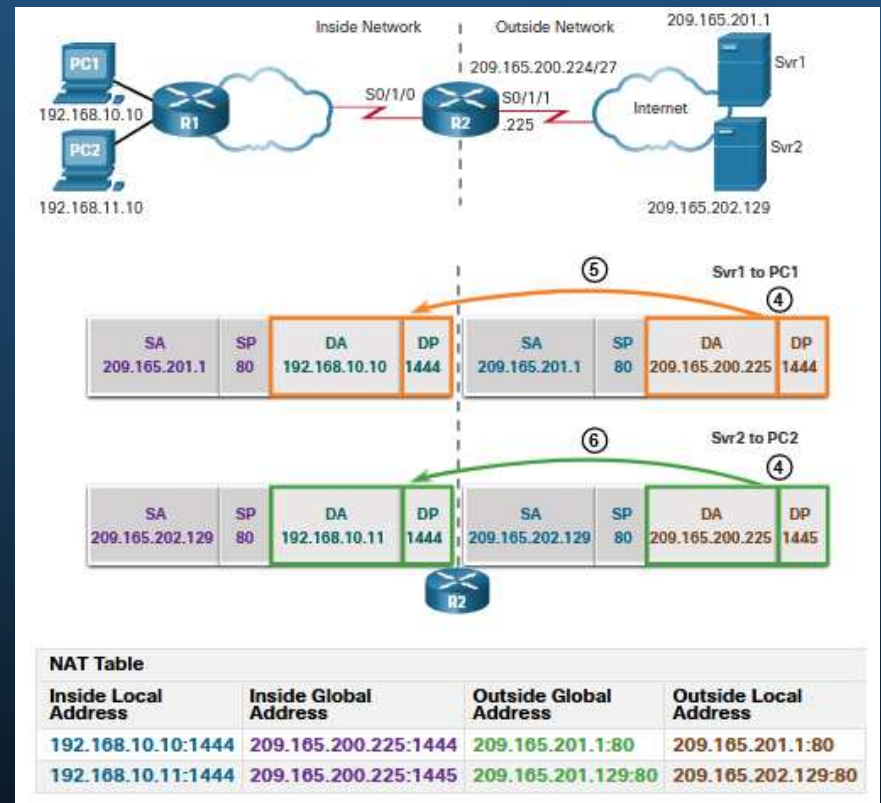 Inside Network
Outside Network
209.165.201.1
PC1
Svr1
209.165.200.224/27
S0/1/0
S0/1/1
192.168.10.10
R1
R2
.225
Internet
PC2
Svr2
192.168.11.10
209.165.202.129
5
Svr1 to PC1
4
SA SP DA DP SA SP DA DP
209.165.201.1 80 192.168.10.10 1444 209.165.201.1 80 209.165.200.225 1444
6
Svr2 to PC2
4
SA SP DA DP SA SP DA DP
209.165.202.129 80 192.168.10.11 1444 209.165.202.129 80 209.165.200.225 1445
R2
NAT Table
Inside Local Inside Global Outside Global Outside Local
Address Address Address Address
192.168.10.10:1444 209.165.200.225:1444 209.165.201.1:80 209.165.201.1:80
192.168.10.11:1444 209.165.200.225:1445 209.165.201.129:80 209.165.202.129:80